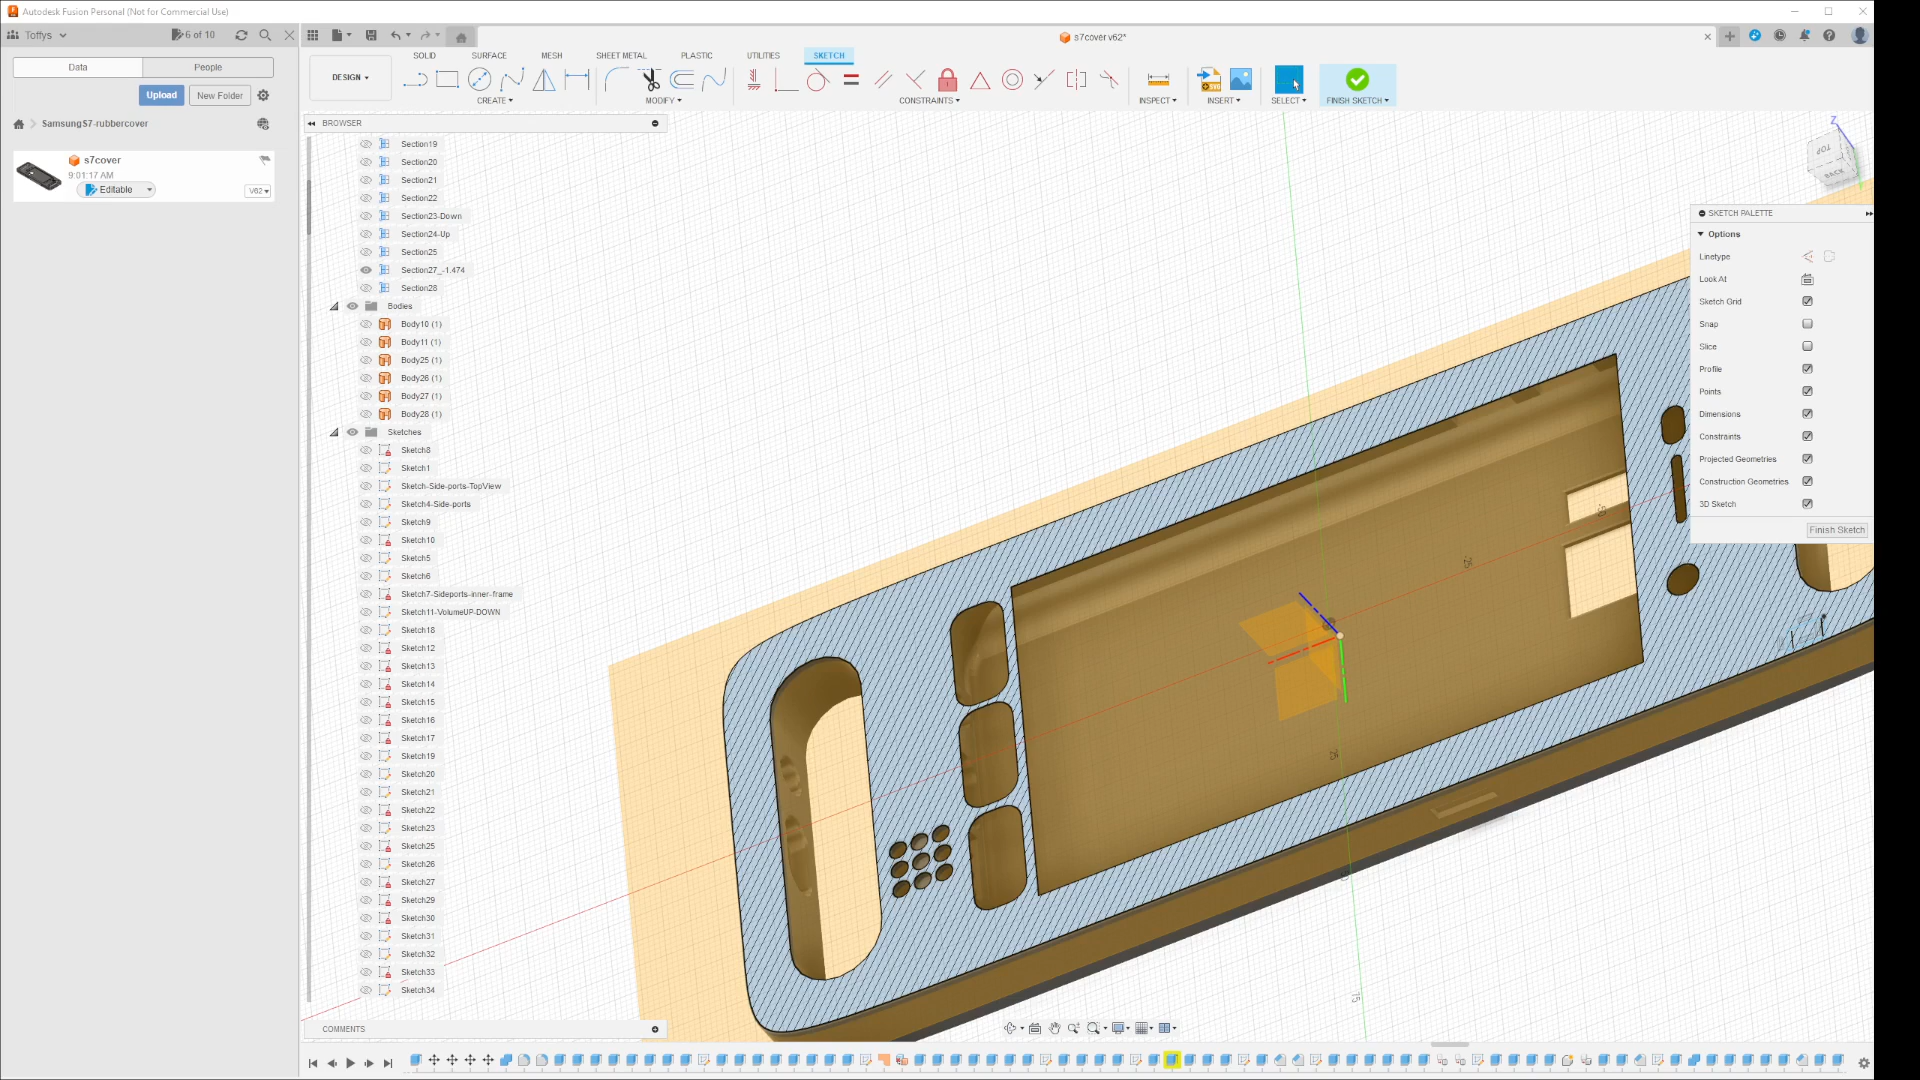 Autodesk Fusion Personal (Not for Commercial Use)
Toffys
6 of 10
s7cover v62*
Data
People
Upload
New Folder
SamsungS7-rubbercover
s7cover
9:01:17 AM
Editable
V62
DESIGN
SOLID
SURFACE
MESH
SHEET METAL
PLASTIC
UTILITIES
SKETCH
CREATE
MODIFY
CONSTRAINTS
INSPECT
INSERT
SELECT
FINISH SKETCH
BROWSER
Section19
Section20
Section21
Section22
Section23-Down
Section24-Up
Section25
Section27_-1.474
Section28
Bodies
Body10 (1)
Body11 (1)
Body25 (1)
Body26 (1)
Body27 (1)
Body28 (1)
Sketches
Sketch8
Sketch1
Sketch-Side-ports-TopView
Sketch4-Side-ports
Sketch9
Sketch10
Sketch5
Sketch6
Sketch7-Sideports-inner-frame
Sketch11-VolumeUP-DOWN
Sketch18
Sketch12
Sketch13
Sketch14
Sketch15
Sketch16
Sketch17
Sketch19
Sketch20
Sketch21
Sketch22
Sketch23
Sketch25
Sketch26
Sketch27
Sketch29
Sketch30
Sketch31
Sketch32
Sketch33
Sketch34
COMMENTS
Z
TOP
BACK
SKETCH PALETTE
Options
Linetype
Look At
Sketch Grid
Snap
Slice
Profile
Points
Dimensions
Constraints
Projected Geometries
Construction Geometries
3D Sketch
Finish Sketch
25
75